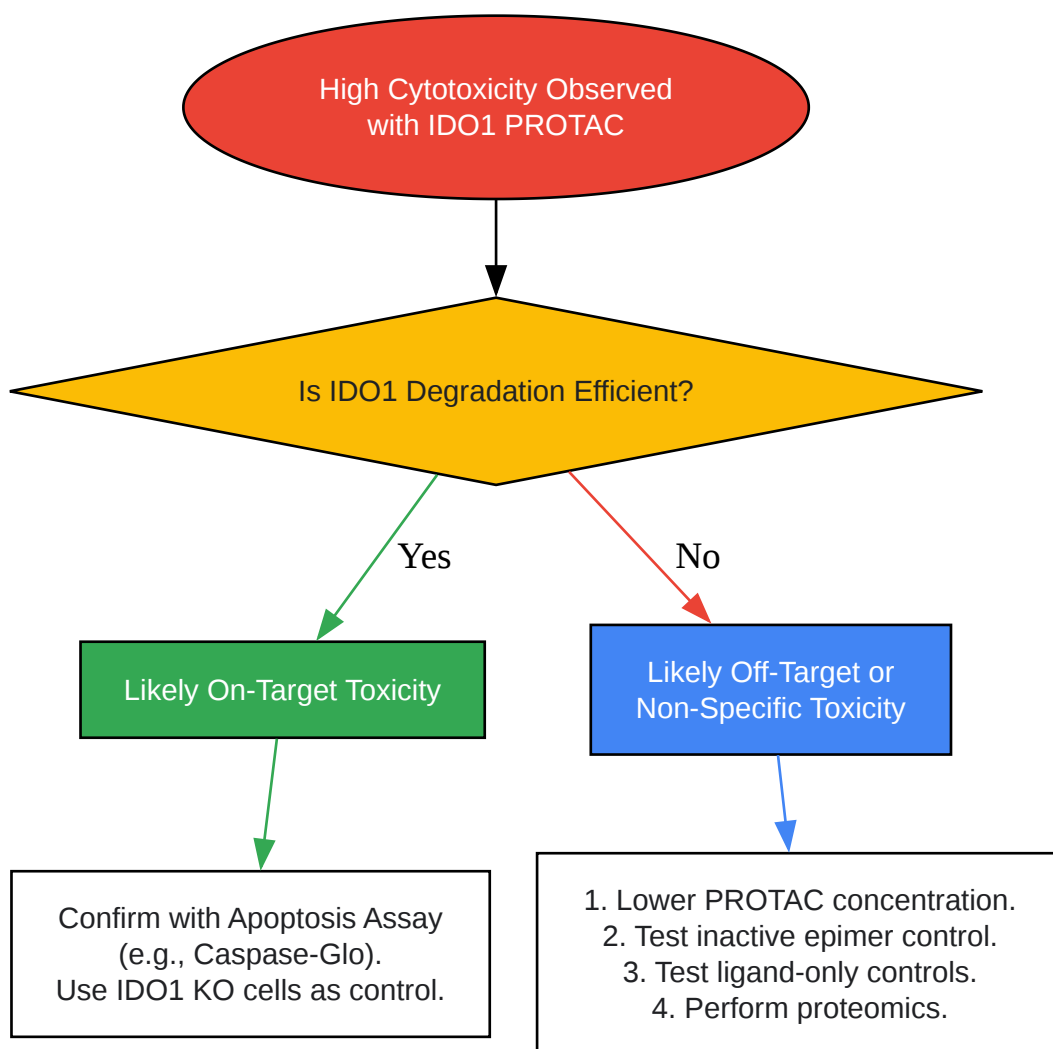 High Cytotoxicity Observed
with IDO1 PROTAC
Is IDO1 Degradation Efficient?
Yes
No
Likely On-Target Toxicity
Likely Off-Target or
Non-Specific Toxicity
Confirm with Apoptosis Assay
(e.g., Caspase-Glo).
Use IDO1 KO cells as control.
1. Lower PROTAC concentration.
2. Test inactive epimer control.
3. Test ligand-only controls.
4. Perform proteomics.